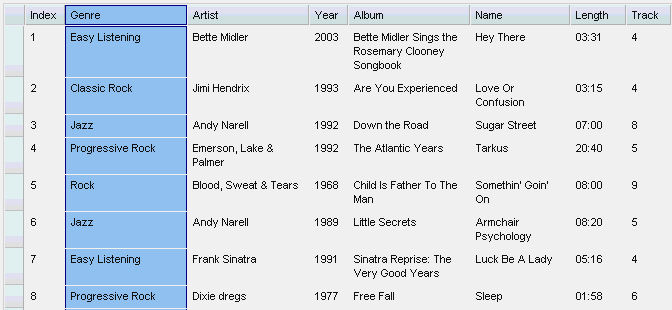 Index Genre Artist Year Album Name Length Track
1 Easy Listening Bette Midler 2003 Bette Midler Sings the Hey There 03:31 4
Rosemary Clooney
Songbook
2 Classic Rock Jimi Hendrix 1993 Are You Experienced Love Or 03:15 4
Confusion
3 Jazz Andy Narell 1992 Down the Road Sugar Street 07:00 8
4 Progressive Rock Emerson, Lake & 1992 The Atlantic Years Tarkus 20:40 5
Palmer
5 Rock Blood, Sweat & Tears 1968 Child Is Father To The Somethin' Goin' 08:00 9
Man On
6 Jazz Andy Narell 1989 Little Secrets Armchair 08:20 5
Psychology
7 Easy Listening Frank Sinatra 1991 Sinatra Reprise: The Luck Be A Lady 05:16 4
Very Good Years
8 Progressive Rock Dixie dregs 1977 Free Fall Sleep 01:58 6